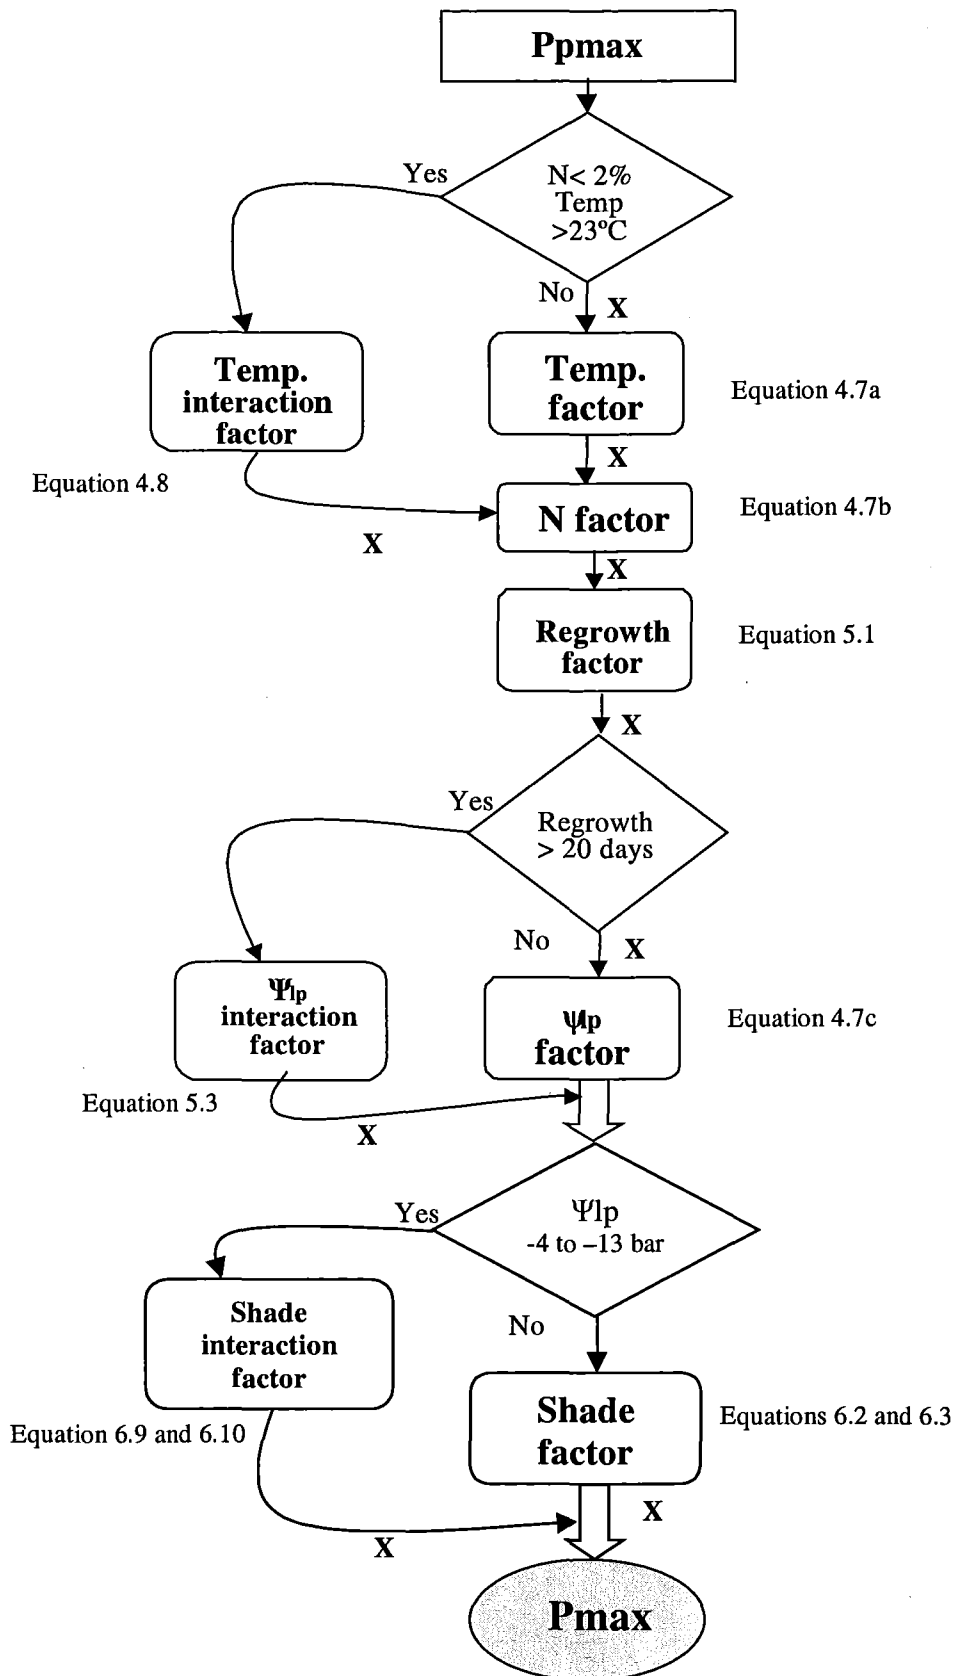 Ppmax
Yes
N< 2%
Temp
>23ºC
No
X
Temp.
interaction
factor
Temp.
factor
Equation 4.7a
X
Equation 4.8
N factor
Equation 4.7b
X
X
Regrowth
factor
Equation 5.1
X
Yes
Regrowth
> 20 days
No
X
Ψlp
interaction
factor
ψlp
factor
Equation 4.7c
Equation 5.3
X
Yes
Ψlp
-4 to –13 bar
No
Shade
interaction
factor
Shade
factor
Equations 6.2 and 6.3
Equation 6.9 and 6.10
X
X
Pmax